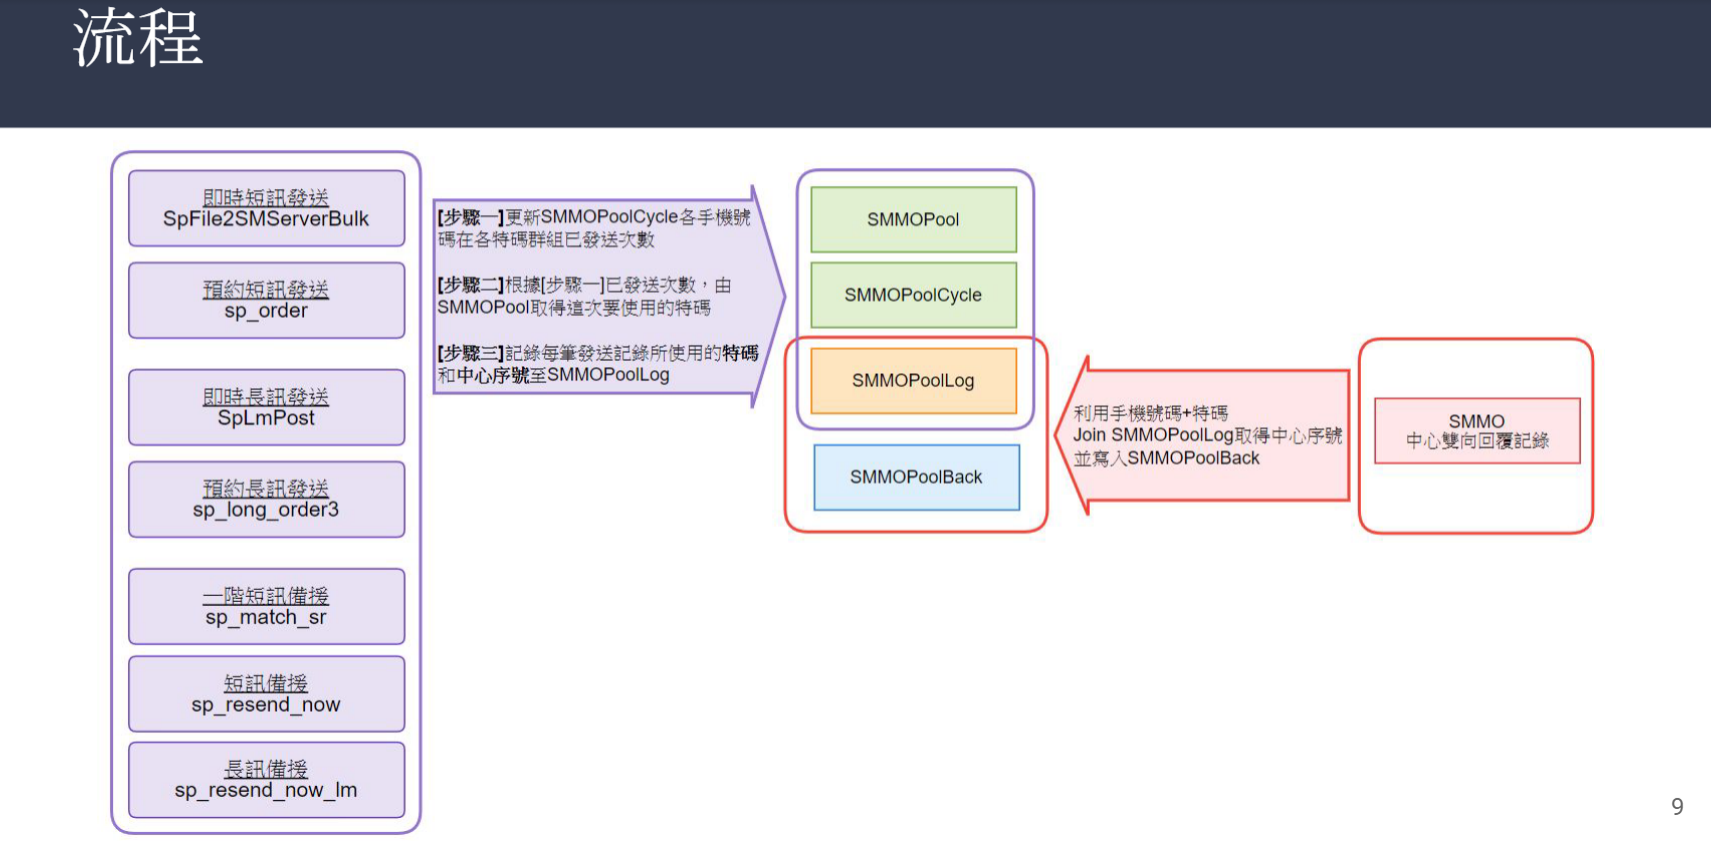 流程
即時短訊發送
SpFile2SMServerBulk
預約短訊發送
sp_order
即時長訊發送
SpLmPost
預約長訊發送
sp_long_order3
一階短訊備援
sp_match_sr
短訊備援
sp_resend_now
長訊備援
sp_resend_now_lm
[步驟一]更新SMMOPoolCycle各手機號
碼在各特碼群組已發送次數
[步驟二]根據[步驟一]已發送次數，由
SMMOPool取得這次要使用的特碼
[步驟三]記錄每筆發送記錄所使用的特碼
和中心序號至SMMOPoolLog
SMMOPool
SMMOPoolCycle
SMMOPoolLog
SMMOPoolBack
利用手機號碼+特碼
Join SMMOPoolLog取得中心序號
並寫入SMMOPoolBack
SMMO
中心雙向回覆記錄
9